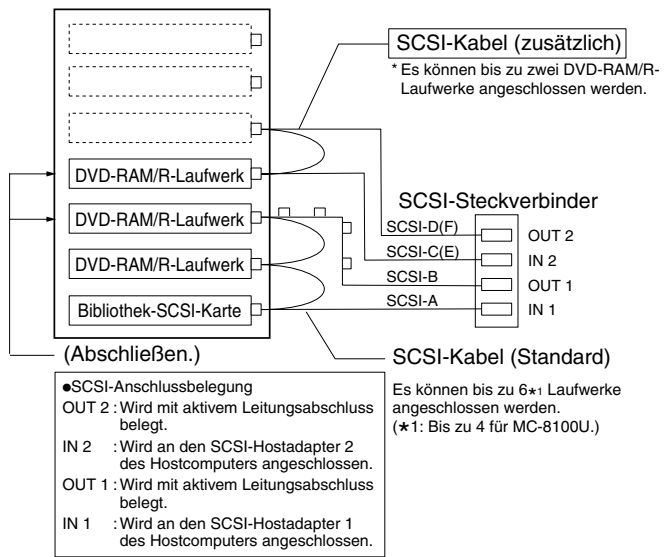 SCSI-Kabel (zusätzlich)
* Es können bis zu zwei DVD-RAM/R-
Laufwerke angeschlossen werden.
DVD-RAM/R-Laufwerk
DVD-RAM/R-Laufwerk
DVD-RAM/R-Laufwerk
Bibliothek-SCSI-Karte
SCSI-Steckverbinder
SCSI-D(F)
OUT 2
SCSI-C(E)
IN 2
SCSI-B
OUT 1
SCSI-A
IN 1
(Abschließen.)
SCSI-Kabel (Standard)
Es können bis zu 6*1 Laufwerke
angeschlossen werden.
(*1: Bis zu 4 für MC-8100U.)
●SCSI-Anschlussbelegung
OUT 2 : Wird mit aktivem Leitungsabschluss
belegt.
IN 2 : Wird an den SCSI-Hostadapter 2
des Hostcomputers angeschlossen.
OUT 1 : Wird mit aktivem Leitungsabschluss
belegt.
IN 1 : Wird an den SCSI-Hostadapter 1
des Hostcomputers angeschlossen.